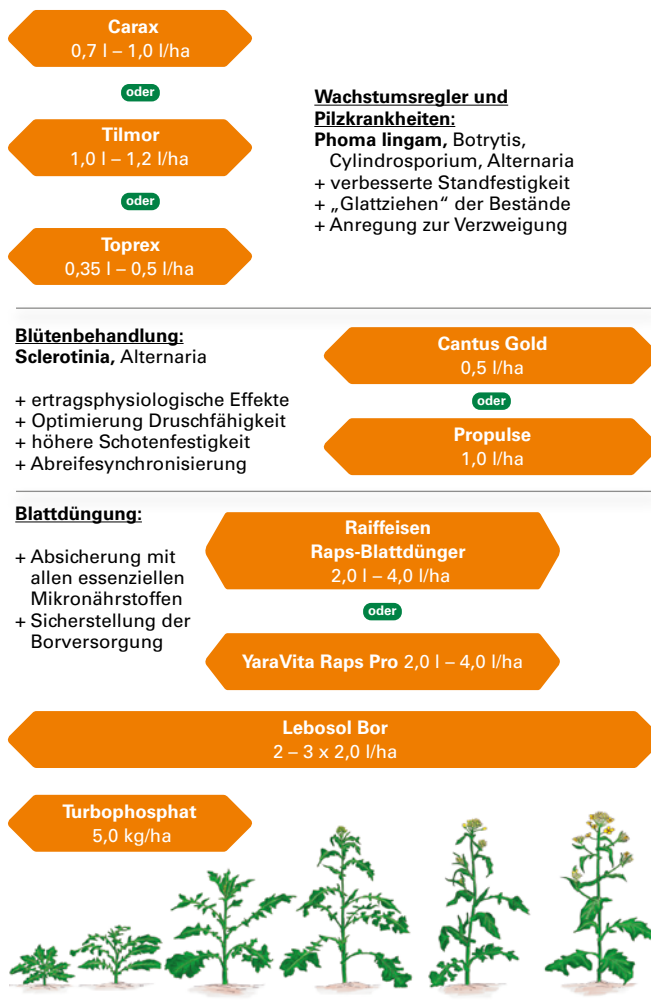 Carax
0,7 l – 1,0 l/ha
oder
Tilmor
1,0 l – 1,2 l/ha
oder
Toprex
0,35 l – 0,5 l/ha
Wachstumsregler und
Pilzkrankheiten:
Phoma lingam, Botrytis,
Cylindrosporium, Alternaria
+ verbesserte Standfestigkeit
+ „Glattziehen“ der Bestände
+ Anregung zur Verzweigung
Blütenbehandlung:
Sclerotinia, Alternaria
+ ertragsphysiologische Effekte
+ Optimierung Druschfähigkeit
+ höhere Schotenfestigkeit
+ Abreifesynchronisierung
Cantus Gold
0,5 l/ha
oder
Propulse
1,0 l/ha
Blattdüngung:
+ Absicherung mit
allen essenziellen
Mikronährstoffen
+ Sicherstellung der
Borversorgung
Raiffeisen
Raps-Blattdünger
2,0 l – 4,0 l/ha
oder
YaraVita Raps Pro 2,0 l – 4,0 l/ha
Lebosol Bor
2 – 3 x 2,0 l/ha
Turbophosphat
5,0 kg/ha